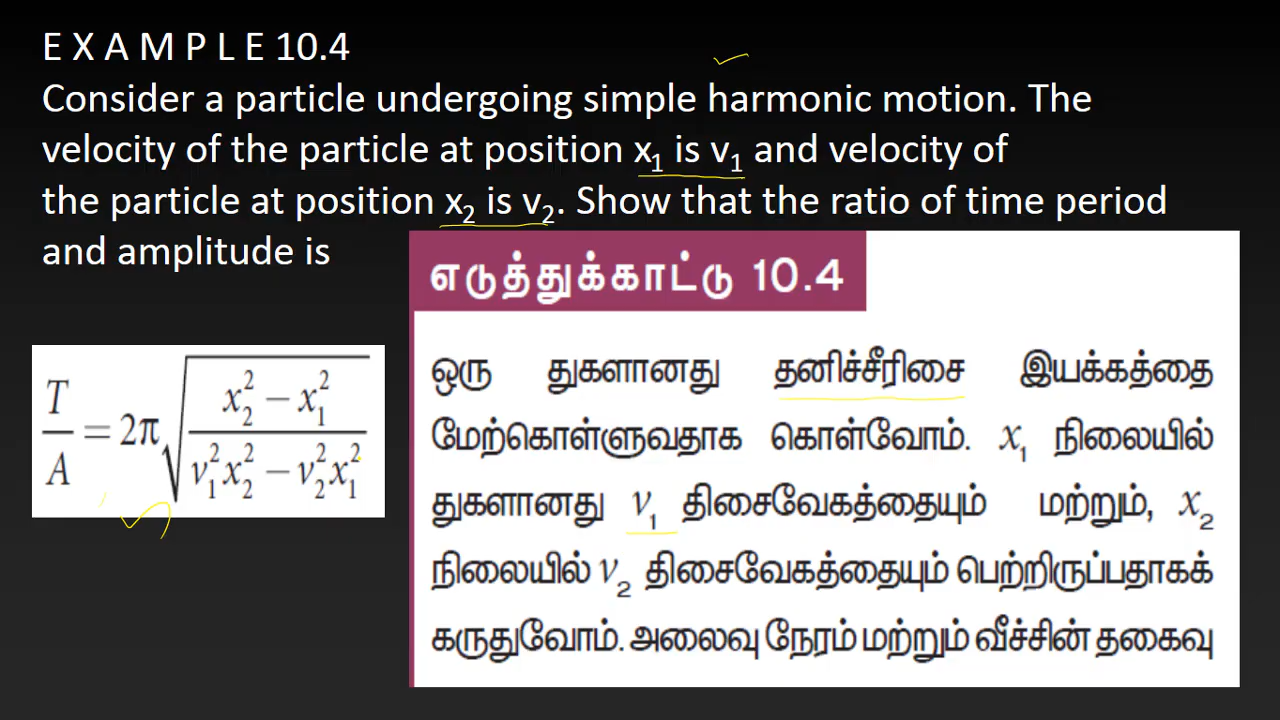 E X A M P L E 10.4
Consider a particle undergoing simple harmonic motion. The
velocity of the particle at position x₁ is v₁ and velocity of
the particle at position x₂ is v₂. Show that the ratio of time period
and amplitude is
T/A = 2π√((x₂² − x₁²)/(v₁²x₂² − v₂²x₁²))
எடுத்துக்காட்டு 10.4
ஒரு துகளானது தனிச்சீரிசை இயக்கத்தை
மேற்கொள்ளுவதாக கொள்வோம். x₁ நிலையில்
துகளானது v₁ திசைவேகத்தையும் மற்றும், x₂
நிலையில் v₂ திசைவேகத்தையும் பெற்றிருப்பதாகக்
கருதுவோம். அலைவு நேரம் மற்றும் வீச்சின் தகைவு